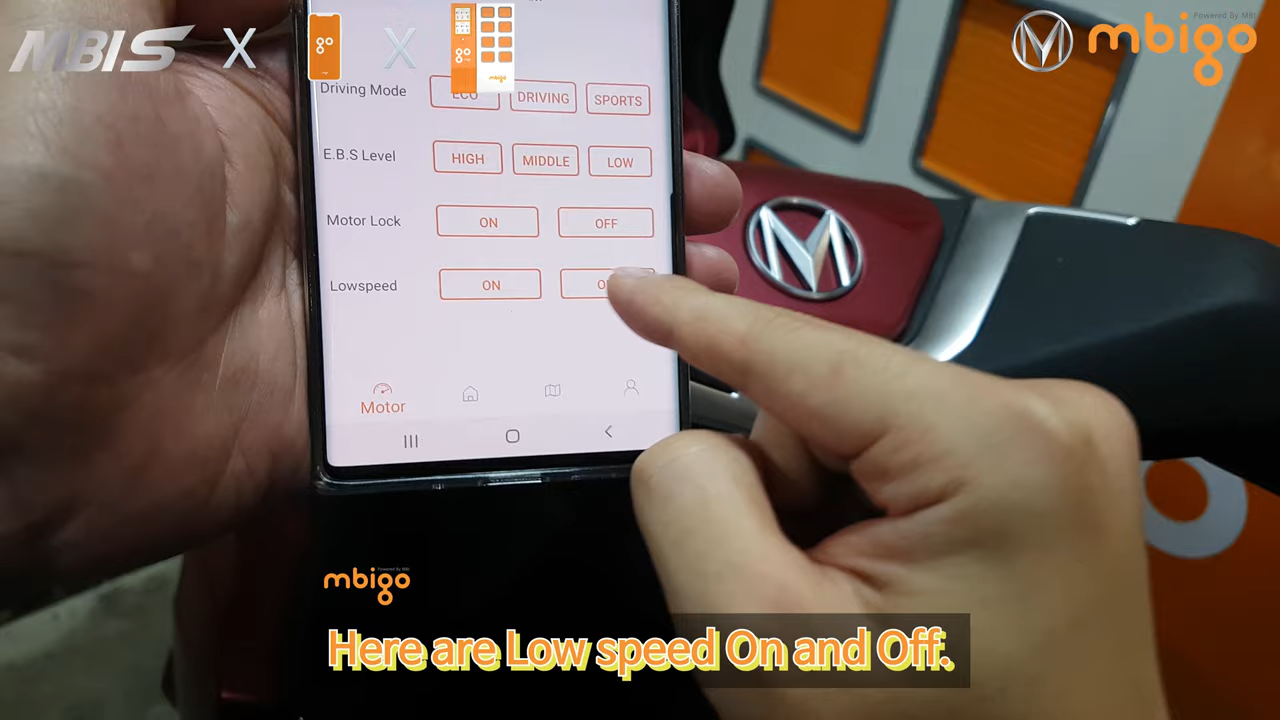 MBIS X X
Powered By MBI
mbigo
Driving Mode ECO DRIVING SPORTS
E.B.S Level HIGH MIDDLE LOW
Motor Lock ON OFF
Lowspeed ON
Motor
mbigo
Here are Low speed On and Off.